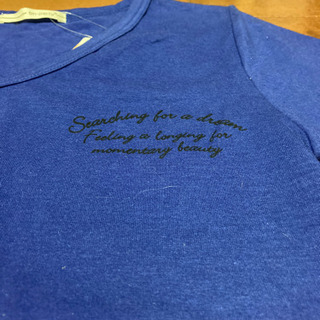 Searching for a dream
Feeling a longing for
momentary beauty